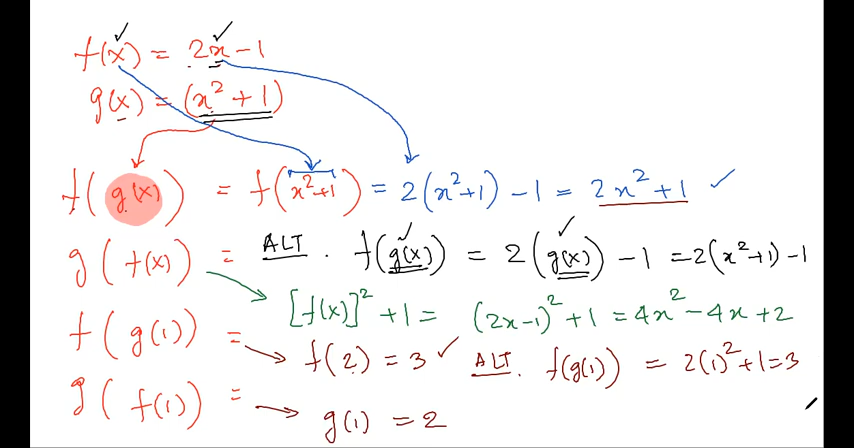 f(x) = 2x - 1
g(x) = (x² + 1)
f( g(x) ) = f( x²+1 ) = 2(x²+1) - 1 = 2x² + 1
g( f(x) ) = ALT. f(g(x)) = 2(g(x)) - 1 = 2(x²+1) - 1
[f(x)]² + 1 = (2x-1)² + 1 = 4x² - 4x + 2
f( g(1) ) =
f(2) = 3 ALT. f(g(1)) = 2(1)² + 1 = 3
g( f(1) ) =
g(1) = 2